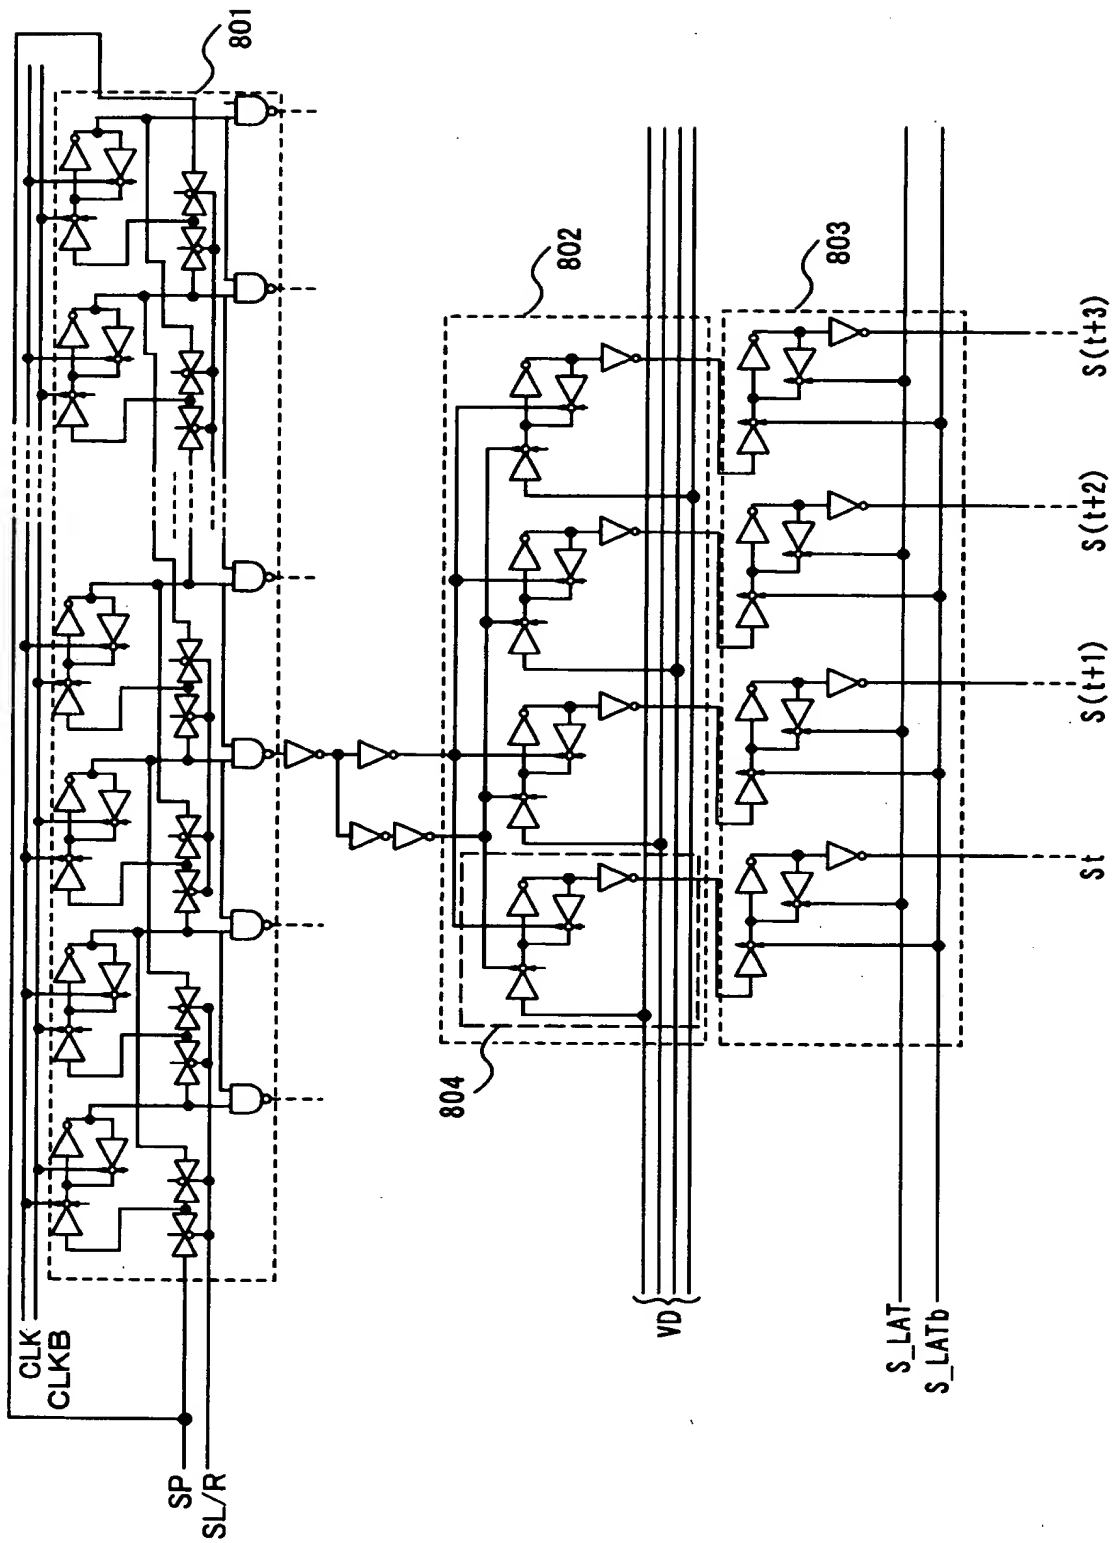 CLK
CLKB
SP
SL/R
801
802
804
VD
803
S_LAT
S_LATb
St
S(t+1)
S(t+2)
S(t+3)